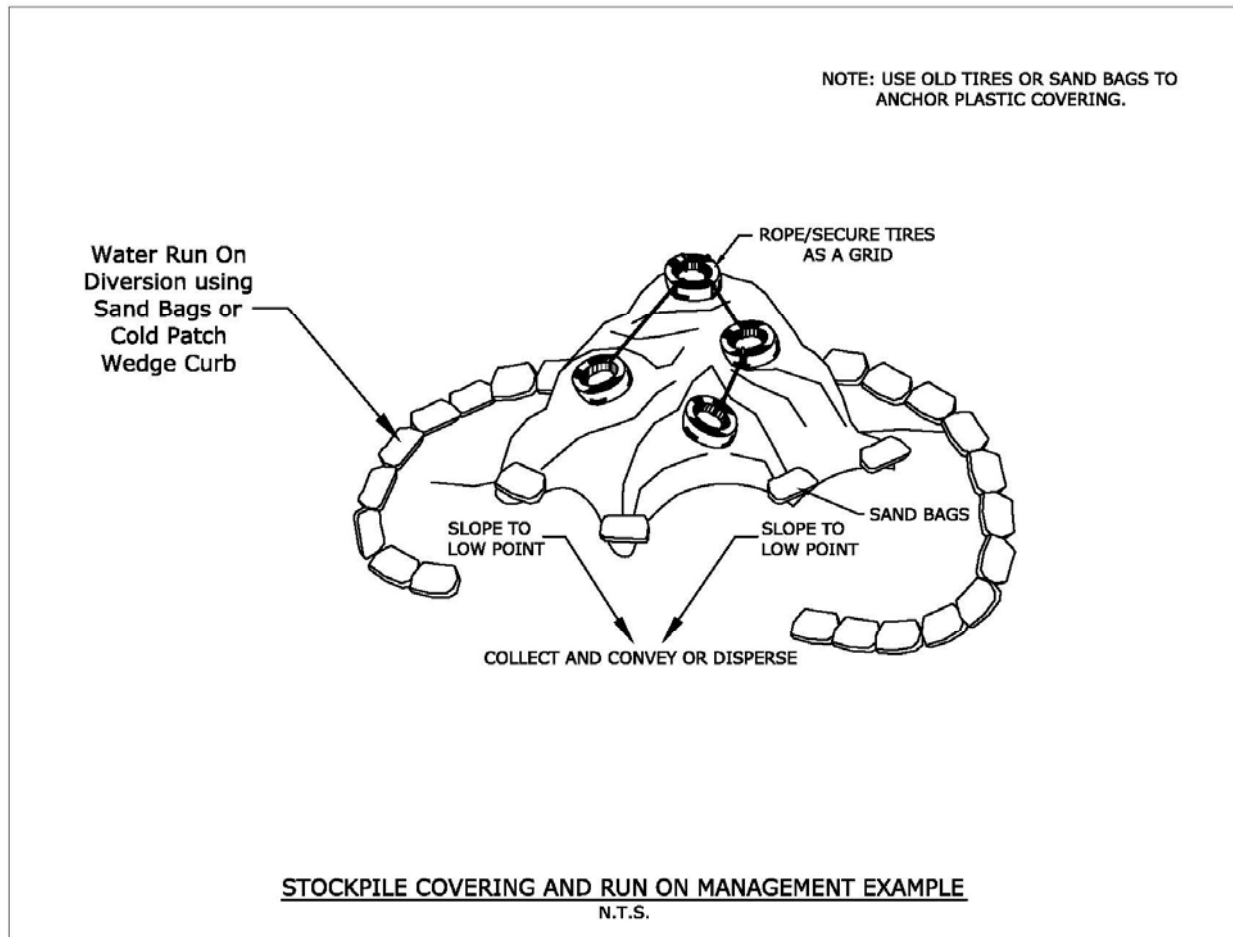 NOTE: USE OLD TIRES OR SAND BAGS TO
ANCHOR PLASTIC COVERING.
ROPE/SECURE TIRES
AS A GRID
Water Run On
Diversion using
Sand Bags or
Cold Patch
Wedge Curb
SAND BAGS
SLOPE TO
LOW POINT
SLOPE TO
LOW POINT
COLLECT AND CONVEY OR DISPERSE
STOCKPILE COVERING AND RUN ON MANAGEMENT EXAMPLE
N.T.S.